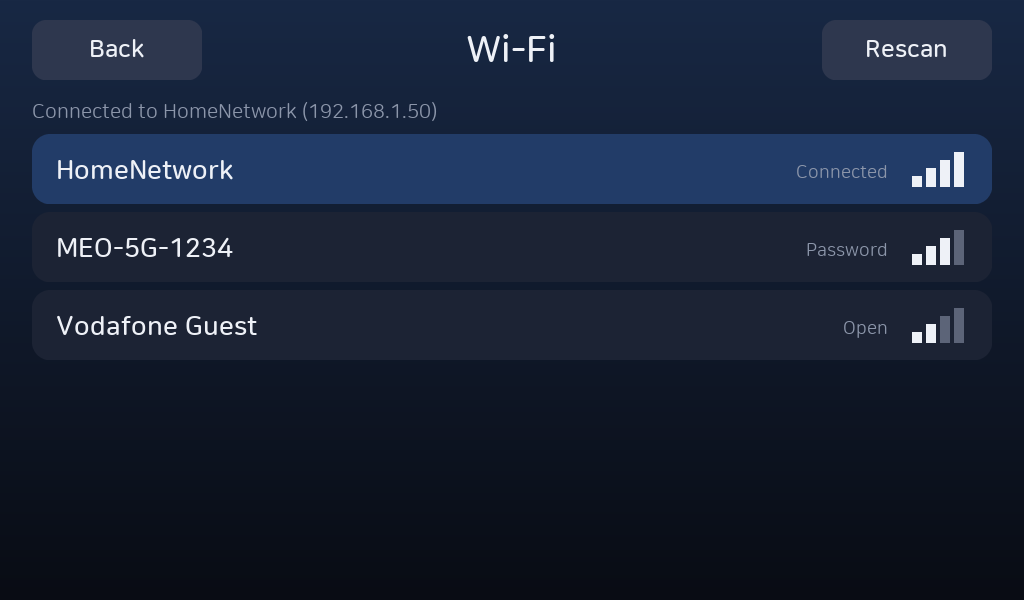 Back
Wi-Fi
Rescan
Connected to HomeNetwork (192.168.1.50)
HomeNetwork Connected
MEO-5G-1234 Password
Vodafone Guest Open